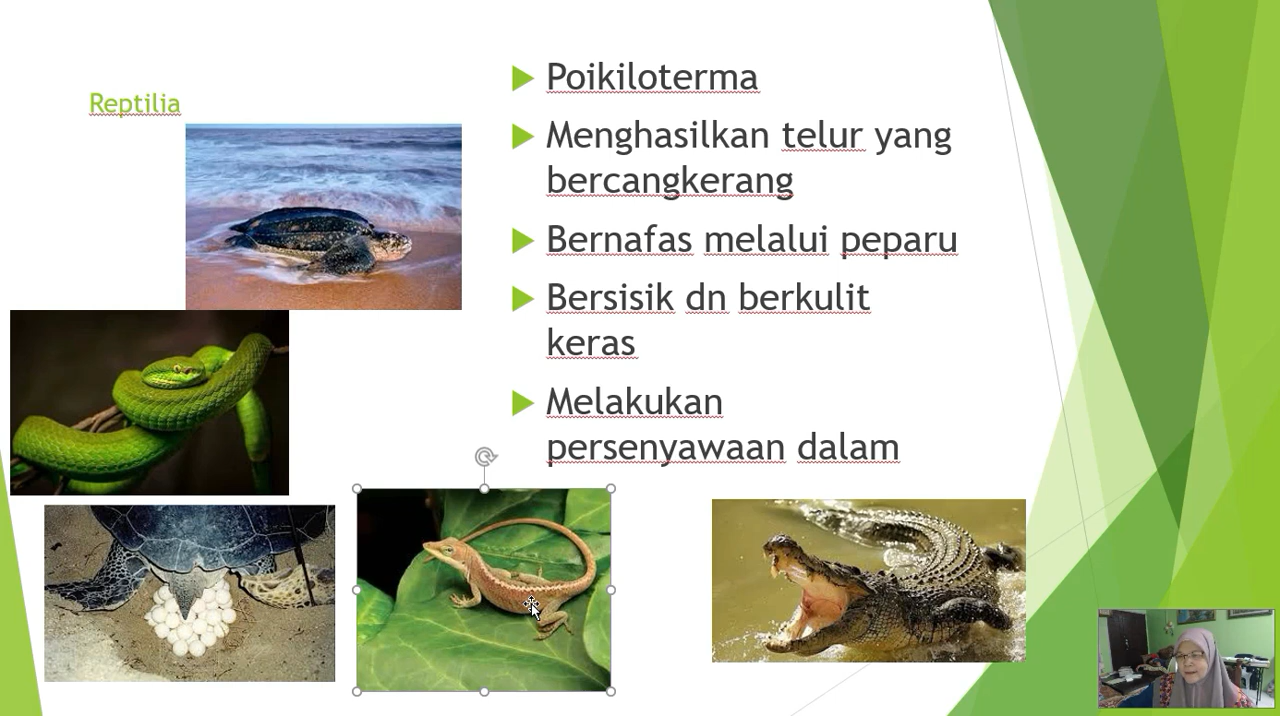 Reptilia
Poikiloterma
Menghasilkan telur yang
bercangkerang
Bernafas melalui peparu
Bersisik dn berkulit
keras
Melakukan
persenyawaan dalam